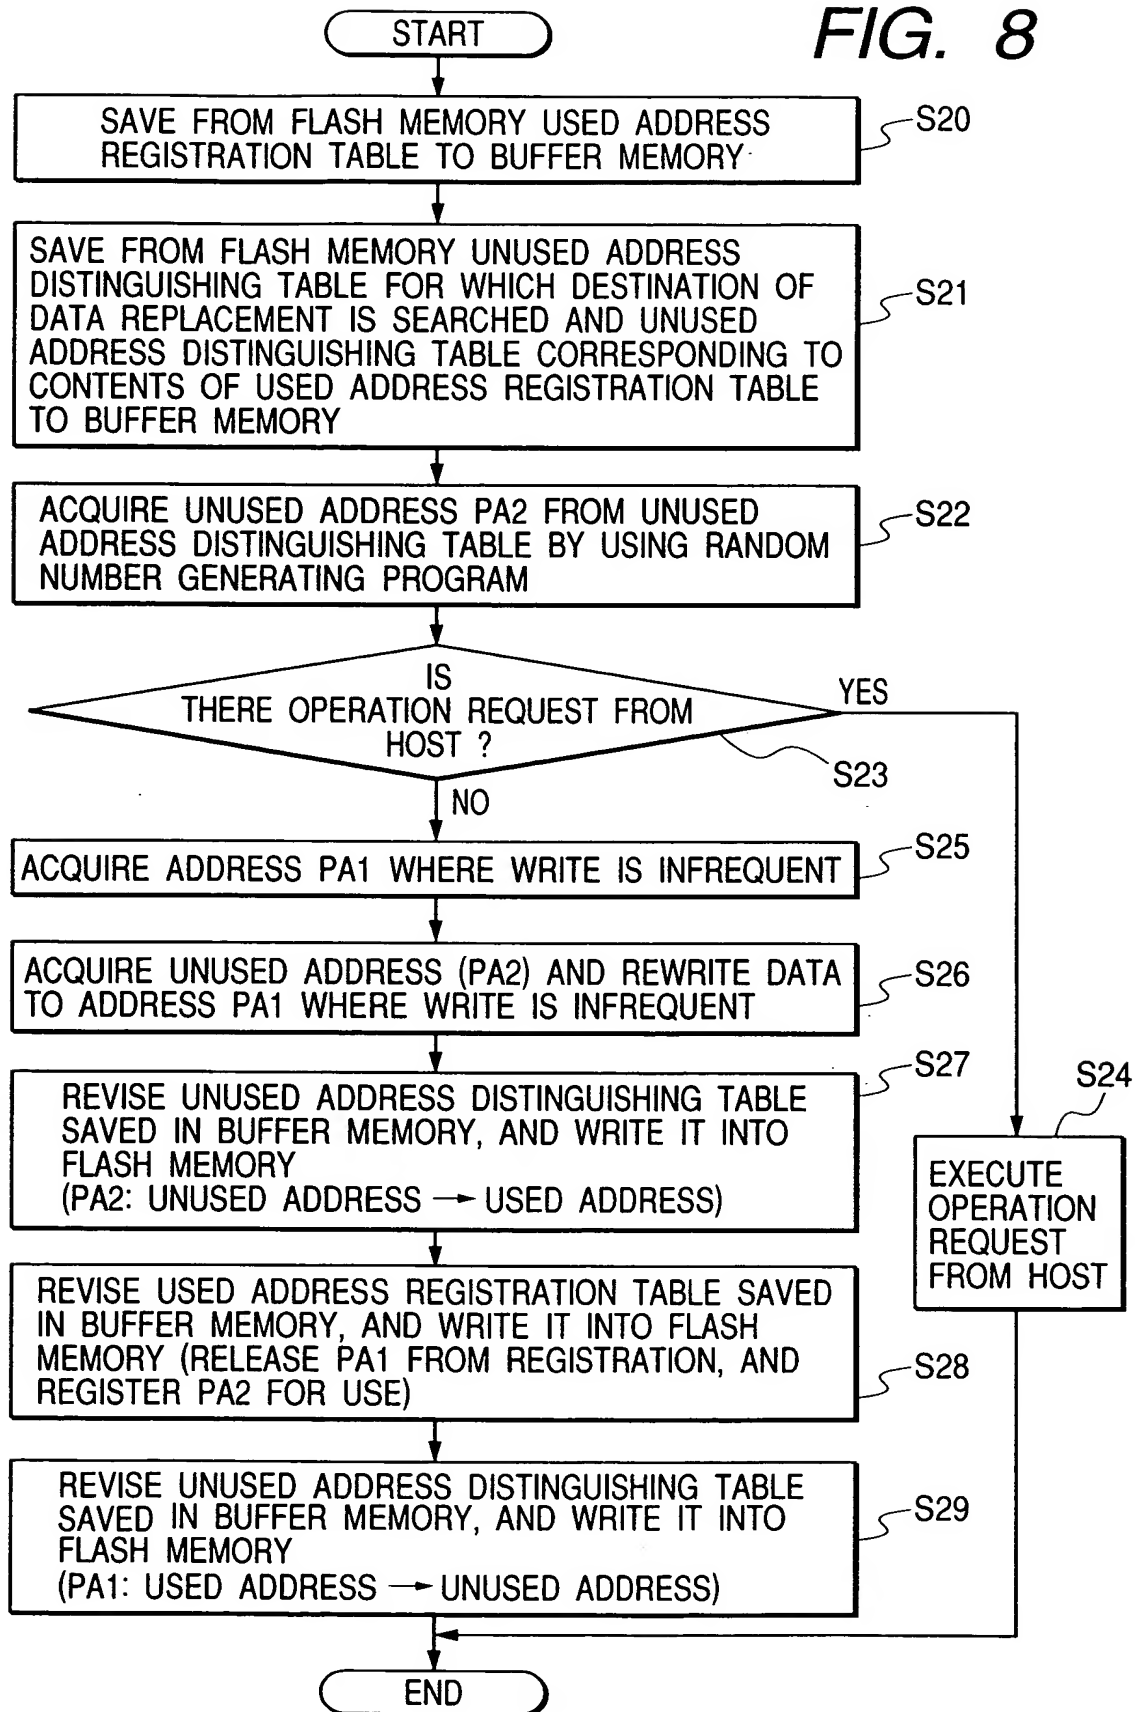 START
FIG. 8
SAVE FROM FLASH MEMORY USED ADDRESS
REGISTRATION TABLE TO BUFFER MEMORY
S20
SAVE FROM FLASH MEMORY UNUSED ADDRESS
DISTINGUISHING TABLE FOR WHICH DESTINATION OF
DATA REPLACEMENT IS SEARCHED AND UNUSED
ADDRESS DISTINGUISHING TABLE CORRESPONDING TO
CONTENTS OF USED ADDRESS REGISTRATION TABLE
TO BUFFER MEMORY
S21
ACQUIRE UNUSED ADDRESS PA2 FROM UNUSED
ADDRESS DISTINGUISHING TABLE BY USING RANDOM
NUMBER GENERATING PROGRAM
S22
IS
THERE OPERATION REQUEST FROM
HOST ?
YES
S23
NO
ACQUIRE ADDRESS PA1 WHERE WRITE IS INFREQUENT
S25
ACQUIRE UNUSED ADDRESS (PA2) AND REWRITE DATA
TO ADDRESS PA1 WHERE WRITE IS INFREQUENT
S26
REVISE UNUSED ADDRESS DISTINGUISHING TABLE
SAVED IN BUFFER MEMORY, AND WRITE IT INTO
FLASH MEMORY
(PA2: UNUSED ADDRESS → USED ADDRESS)
S27
S24
EXECUTE
OPERATION
REQUEST
FROM HOST
REVISE USED ADDRESS REGISTRATION TABLE SAVED
IN BUFFER MEMORY, AND WRITE IT INTO FLASH
MEMORY (RELEASE PA1 FROM REGISTRATION, AND
REGISTER PA2 FOR USE)
S28
REVISE UNUSED ADDRESS DISTINGUISHING TABLE
SAVED IN BUFFER MEMORY, AND WRITE IT INTO
FLASH MEMORY
(PA1: USED ADDRESS → UNUSED ADDRESS)
S29
END